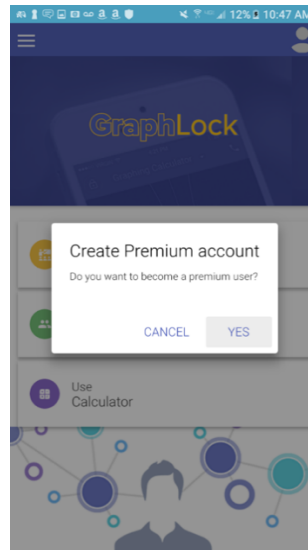 12% 10:47 AM
GraphLock
Create Premium account
Do you want to become a premium user?
CANCEL YES
Use
Calculator